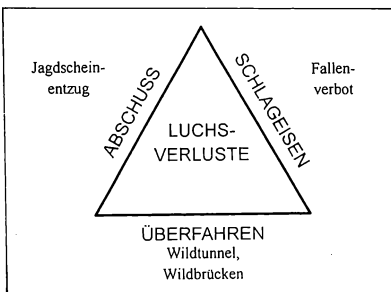 Jagdschein-
entzug
ABSCHUSS
SCHLAGEISEN
Fallen-
verbot
LUCHS-
VERLUSTE
ÜBERFAHREN
Wildtunnel,
Wildbrücken